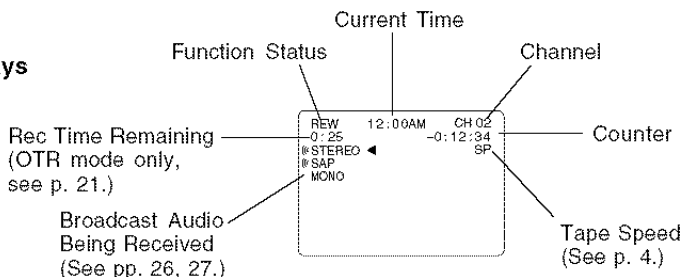 Current Time
Function Status
Channel
ays
REW 12:00AM CH 02
0:25 -0:12:34
STEREO ◄ SP
SAP
MONO
Rec Time Remaining
(OTR mode only,
see p. 21.)
Counter
Broadcast Audio
Being Received
(See pp. 26, 27.)
Tape Speed
(See p. 4.)